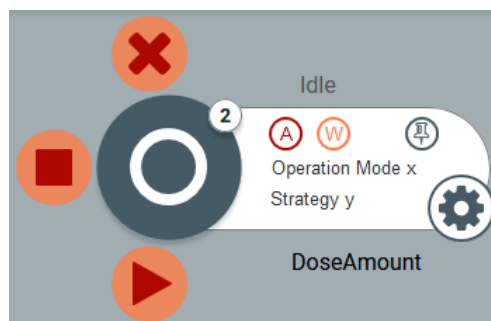 Idle
2
A W
Operation Mode x
Strategy y
DoseAmount